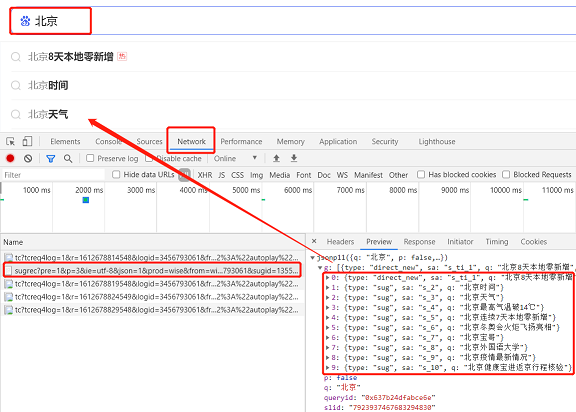 北京
北京8天本地零新增 热
北京时间
北京天气
Elements Console Sources Network Performance Memory Application Security Lighthouse
Preserve log Disable cache Online
Filter Hide data URLs All XHR JS CSS Img Media Font Doc WS Manifest Other Has blocked cookies Blocked Requests
1000 ms 2000 ms 3000 ms 4000 ms 5000 ms 6000 ms 7000 ms 8000 ms 9000 ms 10000 ms 11000 ms
Name
Headers Preview Response Initiator Timing Cookies
tc?tcreq4log=1&r=1612678814548&logid=3456793061&fr...2%3A%22autoplay%22...
sugrec?pre=1&p=3&ie=utf-8&json=1&prod=wise&from=wi...793061&sugid=1355...
tc?tcreq4log=1&r=1612678819548&logid=3456793061&fr...2%3A%22autoplay%22...
tc?tcreq4log=1&r=1612678824549&logid=3456793061&fr...2%3A%22autoplay%22...
tc?tcreq4log=1&r=1612678829548&logid=3456793061&fr...2%3A%22autoplay%22...
jsonp11({q: "北京", p: false,…})
g: [{type: "direct_new", sa: "s_ti_1", q: "北京8天本地零新增",
0: {type: "direct_new", sa: "s_ti_1", q: "北京8天本地零新增
1: {type: "sug", sa: "s_2", q: "北京时间"}
2: {type: "sug", sa: "s_3", q: "北京天气"}
3: {type: "sug", sa: "s_4", q: "北京最高气温破14℃"}
4: {type: "sug", sa: "s_5", q: "北京连续7天本地零新增"}
5: {type: "sug", sa: "s_6", q: "北京冬奥会火炬飞扬亮相"}
6: {type: "sug", sa: "s_7", q: "北京宝哥"}
7: {type: "sug", sa: "s_8", q: "北京外国语大学"}
8: {type: "sug", sa: "s_9", q: "北京疫情最新情况"}
9: {type: "sug", sa: "s_10", q: "北京健康宝进返京行程核验"}
p: false
q: "北京"
queryid: "0x637b24dfabce6e"
slid: "7923937467683294830"